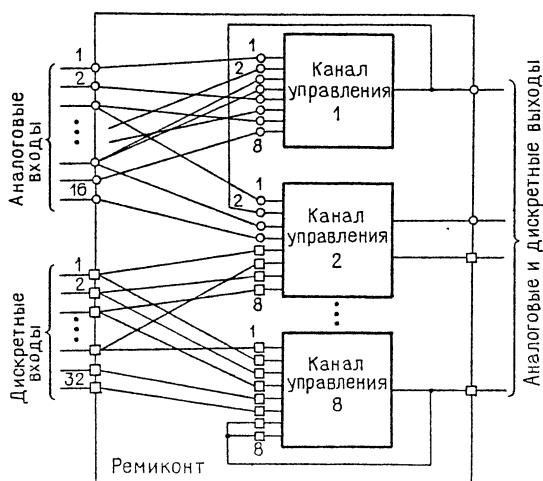 Аналоговые входы
1
2
16
Дискретные входы
1
2
32
1
2
8
Канал
управления
1
1
2
8
Канал
управления
2
1
8
Канал
управления
8
Аналоговые и дискретные выходы
Ремиконт